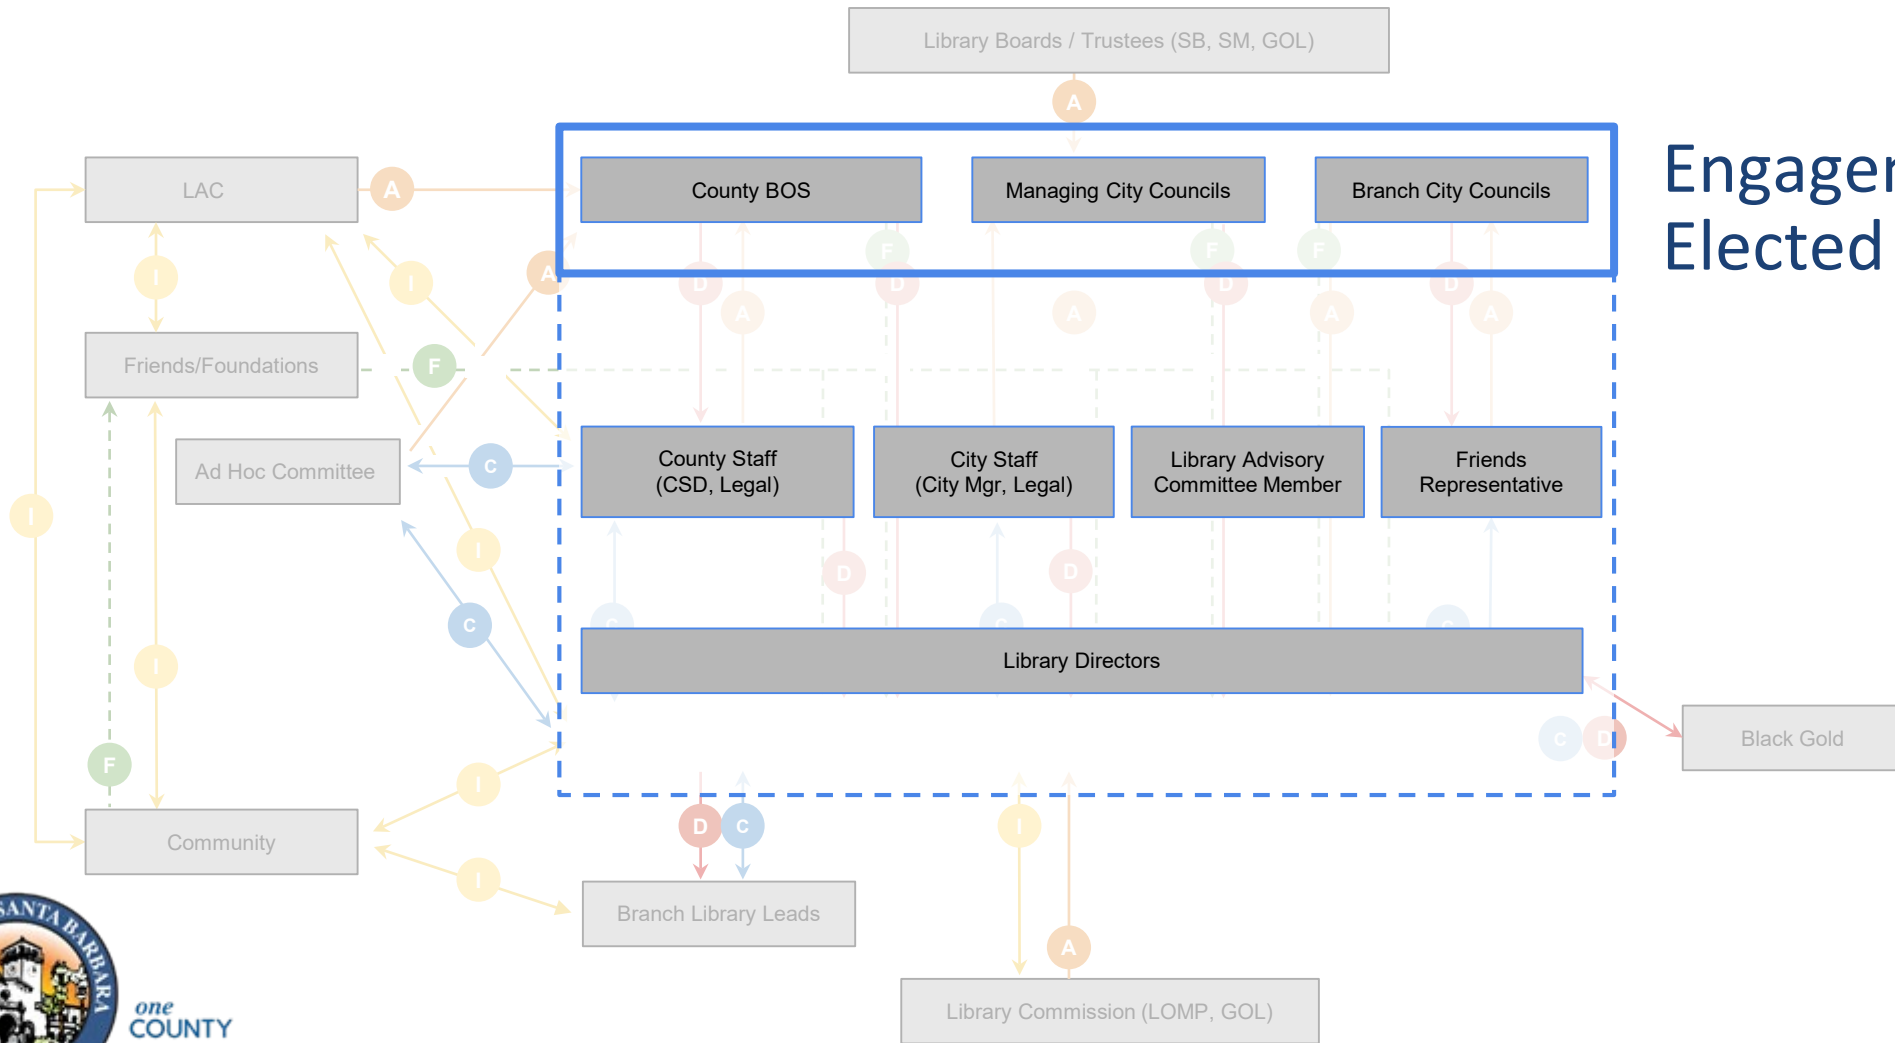 Library Boards / Trustees (SB, SM, GOL)
A
Engager
Elected
LAC
A
County BOS
Managing City Councils
Branch City Councils
F
F
F
A
I
I
D
D
D
D
A
A
A
A
Friends/Foundations
F
Ad Hoc Committee
C
County Staff
(CSD, Legal)
City Staff
(City Mgr, Legal)
Library Advisory
Committee Member
Friends
Representative
I
I
D
D
C
C
C
C
I
Library Directors
F
I
C
D
Black Gold
Community
D
C
I
I
Branch Library Leads
A
Library Commission (LOMP, GOL)
SANTA BARBARA
one
COUNTY